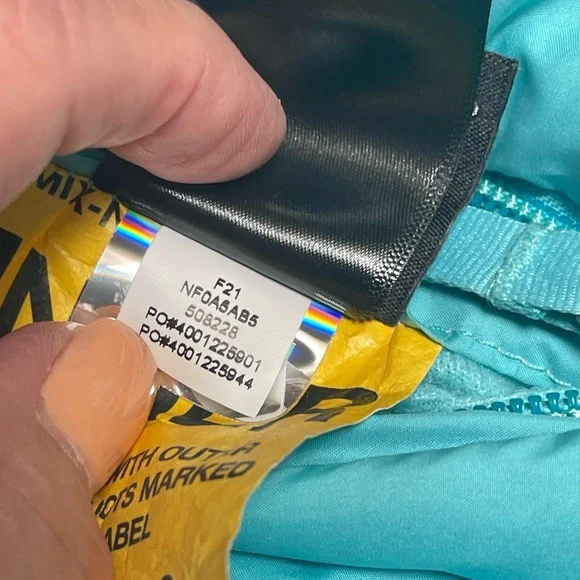 MIX-N
F21
NF0A5AB5
508228
PO#4001225901
PO#4001225944
WITH OUTER
MARKED
ABEL